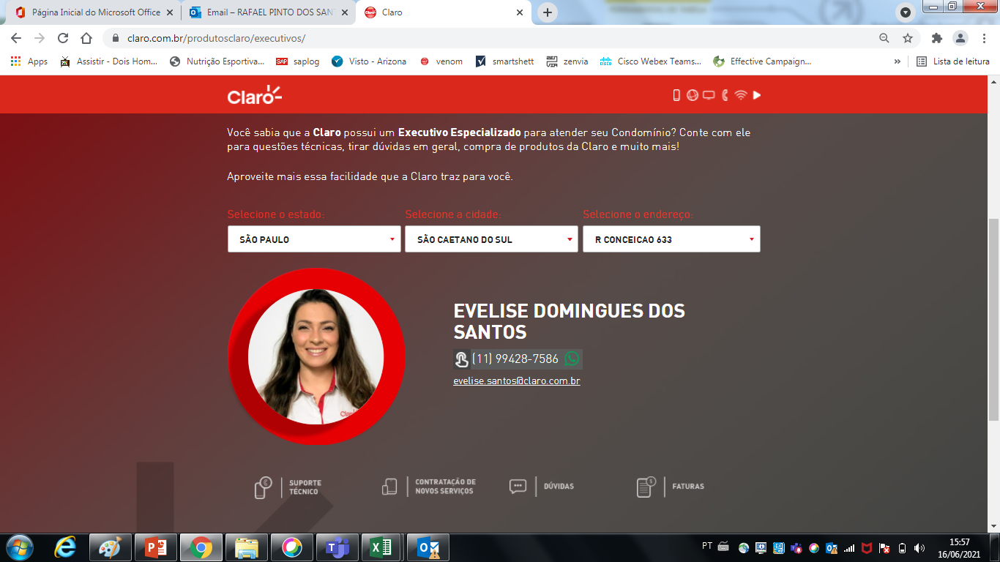 Página Inicial do Microsoft Office
Email – RAFAEL PINTO DOS SAN
Claro
claro.com.br/produtosclaro/executivos/
Apps
Assistir - Dois Hom...
Nutrição Esportiva...
SAP saplog
Visto - Arizona
venom
smartshett
zenvia
cisco Cisco Webex Teams...
Effective Campaign...
»
Lista de leitura
Claro
Você sabia que a Claro possui um Executivo Especializado para atender seu Condomínio? Conte com ele
para questões técnicas, tirar dúvidas em geral, compra de produtos da Claro e muito mais!
Aproveite mais essa facilidade que a Claro traz para você.
Selecione o estado:
Selecione a cidade:
Selecione o endereço:
SÃO PAULO
SÃO CAETANO DO SUL
R CONCEICAO 633
EVELISE DOMINGUES DOS
SANTOS
(11) 99428-7586
evelise.santos@claro.com.br
Claro
SUPORTE
TÉCNICO
CONTRATAÇÃO DE
NOVOS SERVIÇOS
DÚVIDAS
FATURAS
PT
15:57
16/06/2021